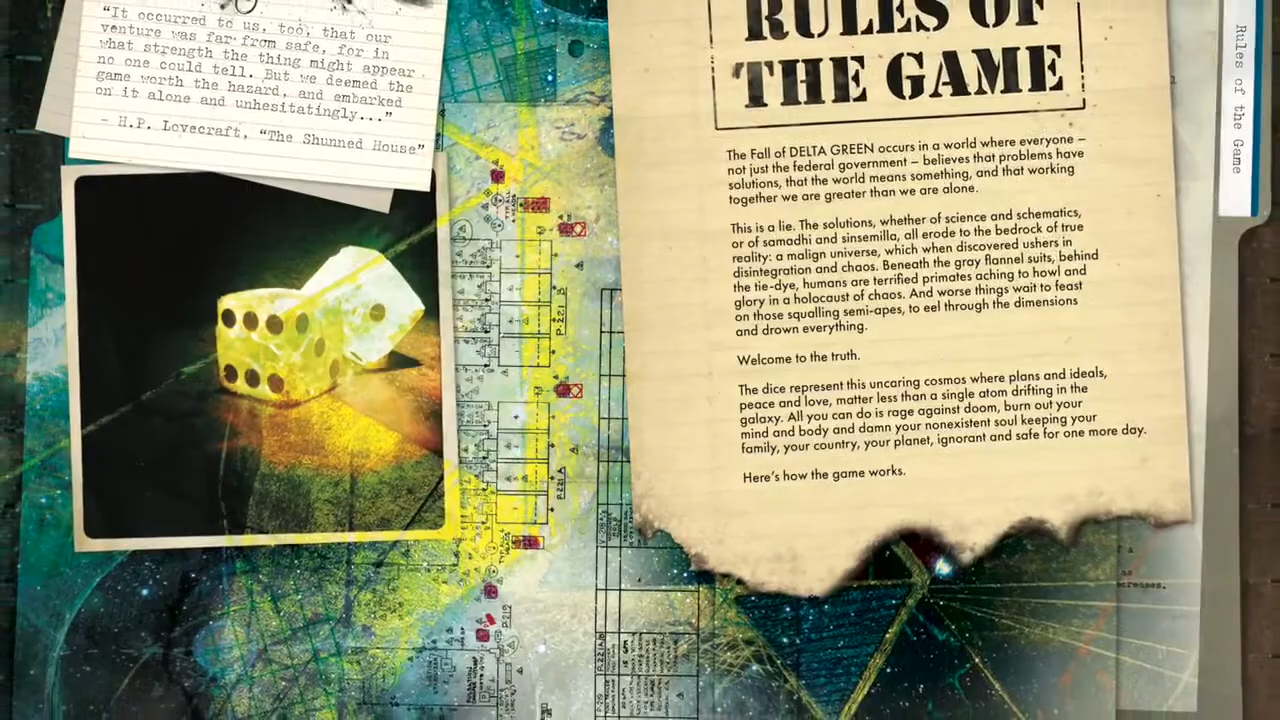 “It occurred to us, too, that our
venture was far from safe, for in
what strength the thing might appear
no one could tell. But we deemed the
game worth the hazard, and embarked
on it alone and unhesitatingly...”
– H.P. Lovecraft, “The Shunned House”
RULES OF
THE GAME
The Fall of DELTA GREEN occurs in a world where everyone –
not just the federal government – believes that problems have
solutions, that the world means something, and that working
together we are greater than we are alone.
This is a lie. The solutions, whether of science and schematics,
or of samadhi and sinsemilla, all erode to the bedrock of true
reality: a malign universe, which when discovered ushers in
disintegration and chaos. Beneath the gray flannel suits, behind
the tie-dye, humans are terrified primates aching to howl and
glory in a holocaust of chaos. And worse things wait to feast
on those squalling semi-apes, to eel through the dimensions
and drown everything.
Welcome to the truth.
The dice represent this uncaring cosmos where plans and ideals,
peace and love, matter less than a single atom drifting in the
galaxy. All you can do is rage against doom, burn out your
mind and body and damn your nonexistent soul keeping your
family, your country, your planet, ignorant and safe for one more day.
Here’s how the game works.
Rules of the Game
TYP. ALL
HEADS
P-221 B
P-221 A
TYP. ALL
HEADS
P-219
P-221A/B